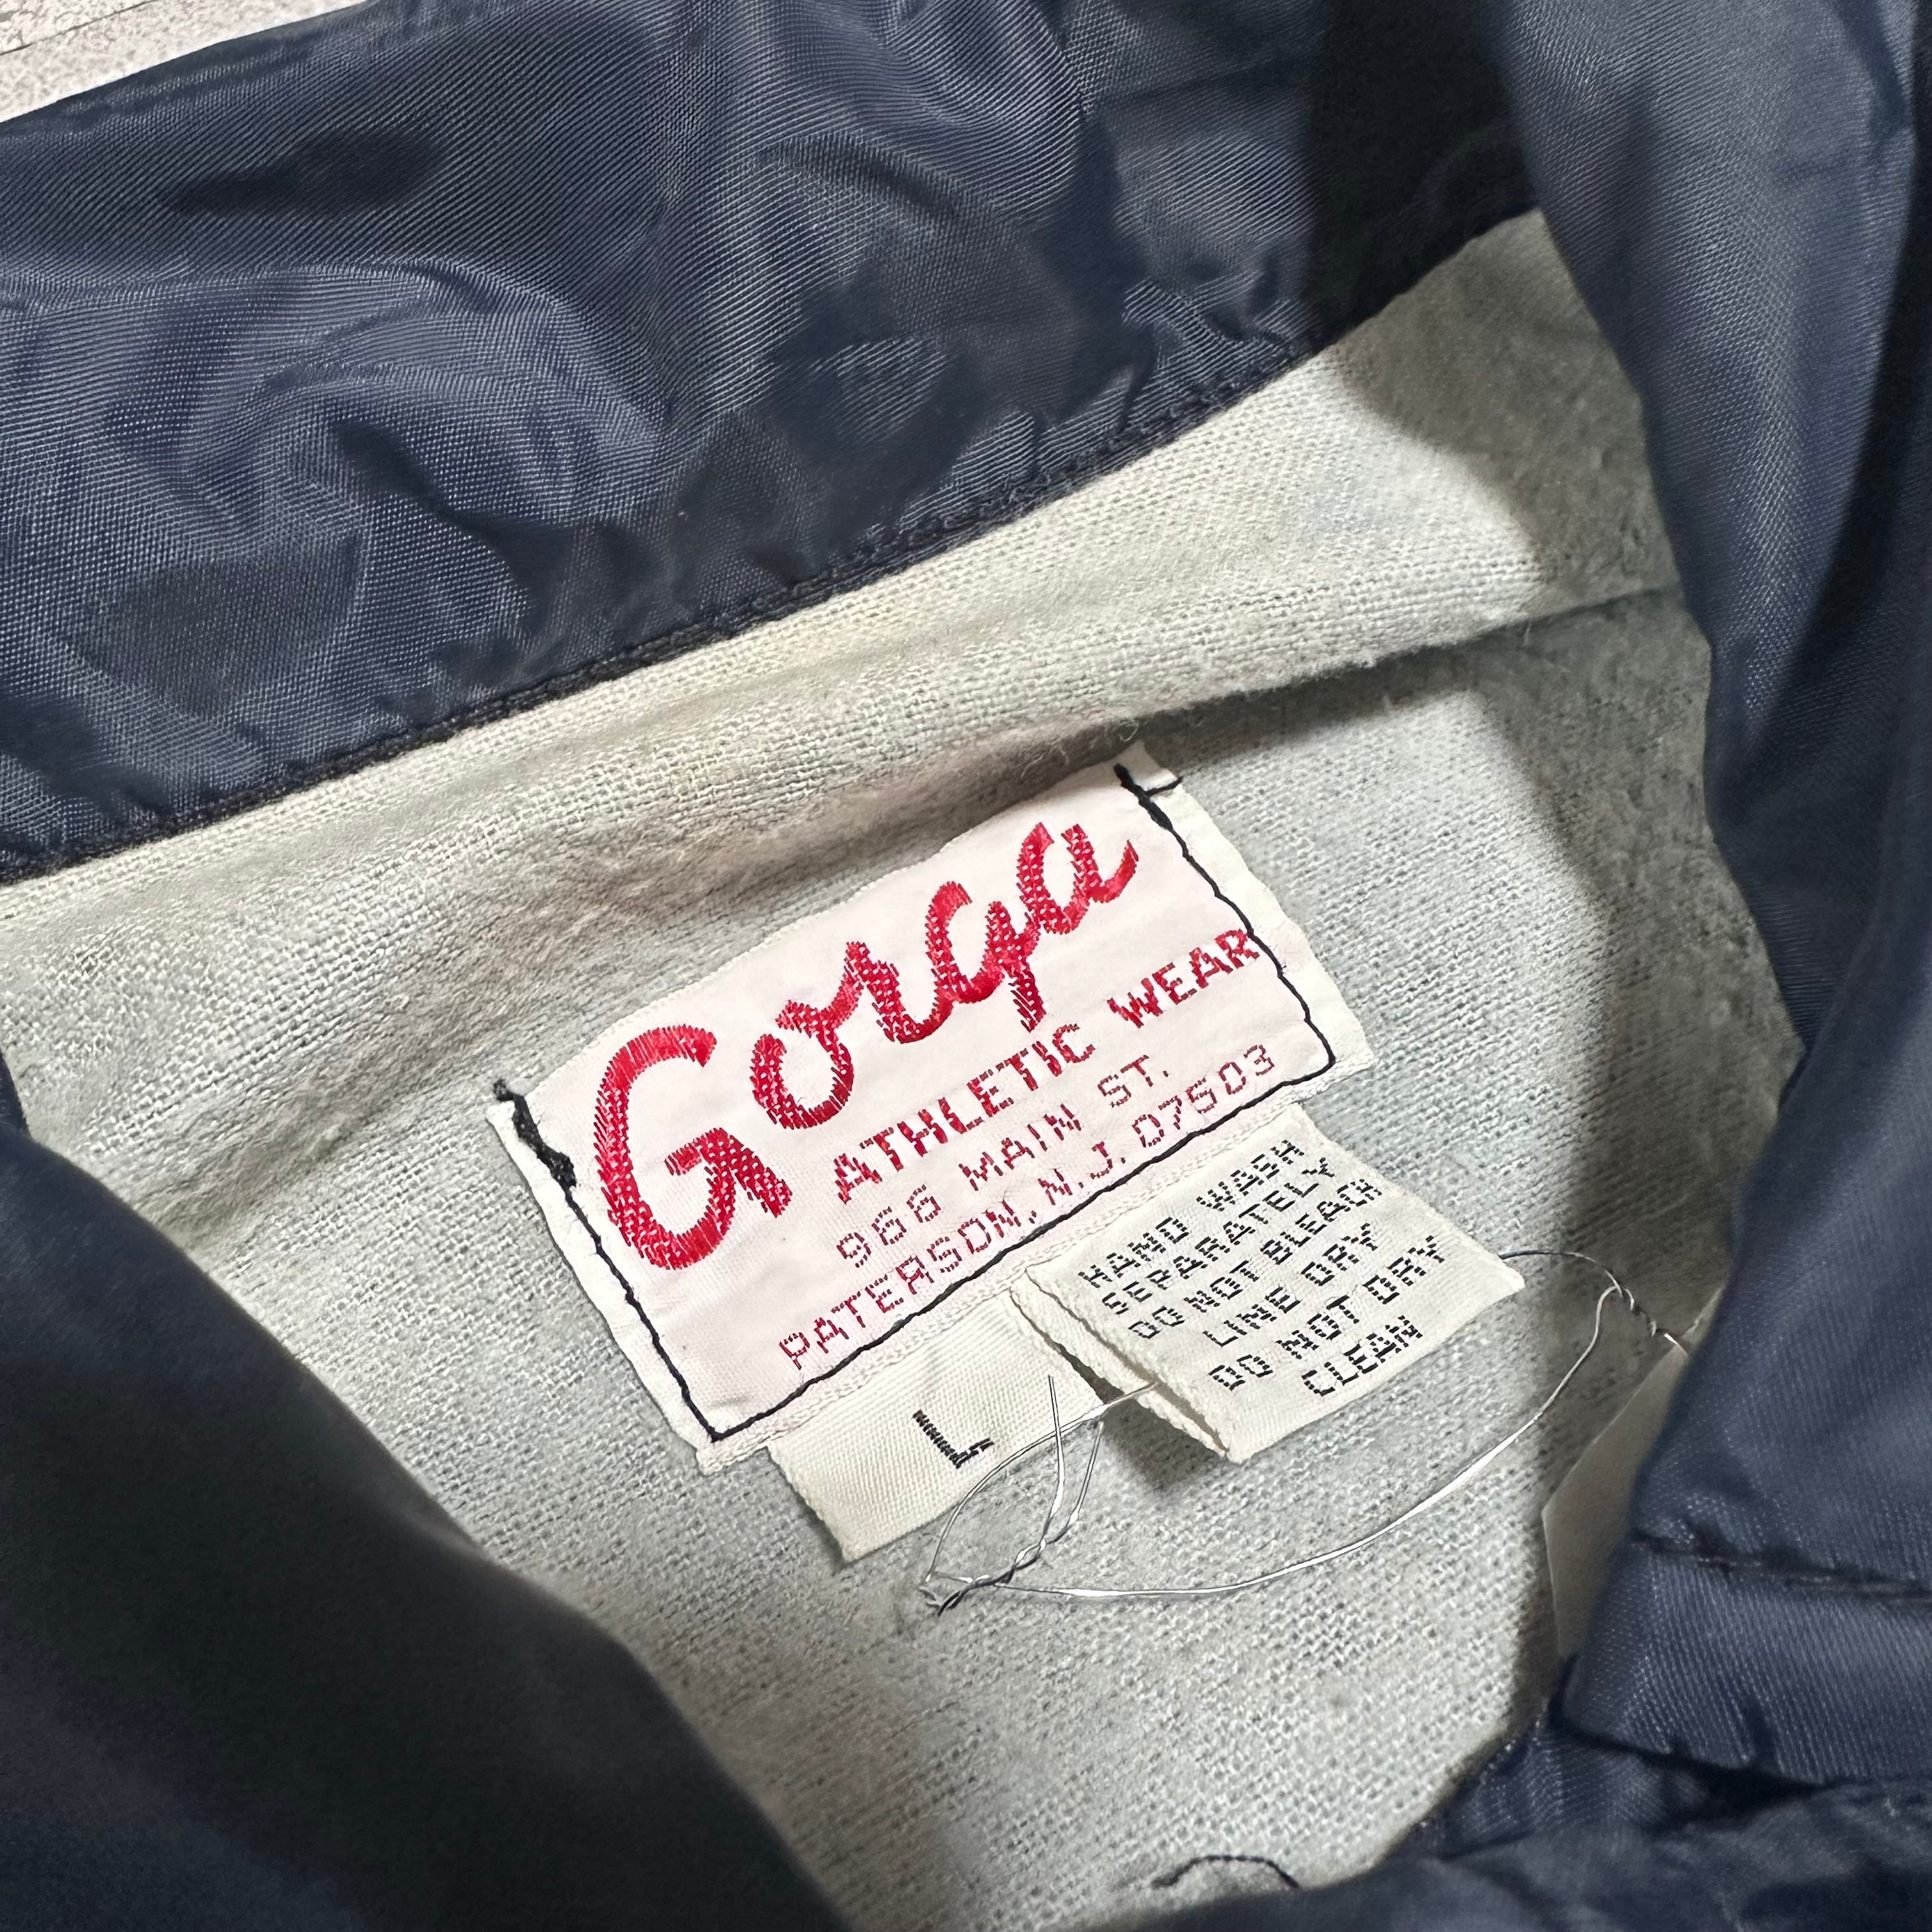 Gorga
ATHLETIC WEAR
966 MAIN ST.
PATERSON, N.J. 07503
L
HAND WASH
SEPARATELY
DO NOT BLEACH
LINE DRY
DO NOT DRY
CLEAN